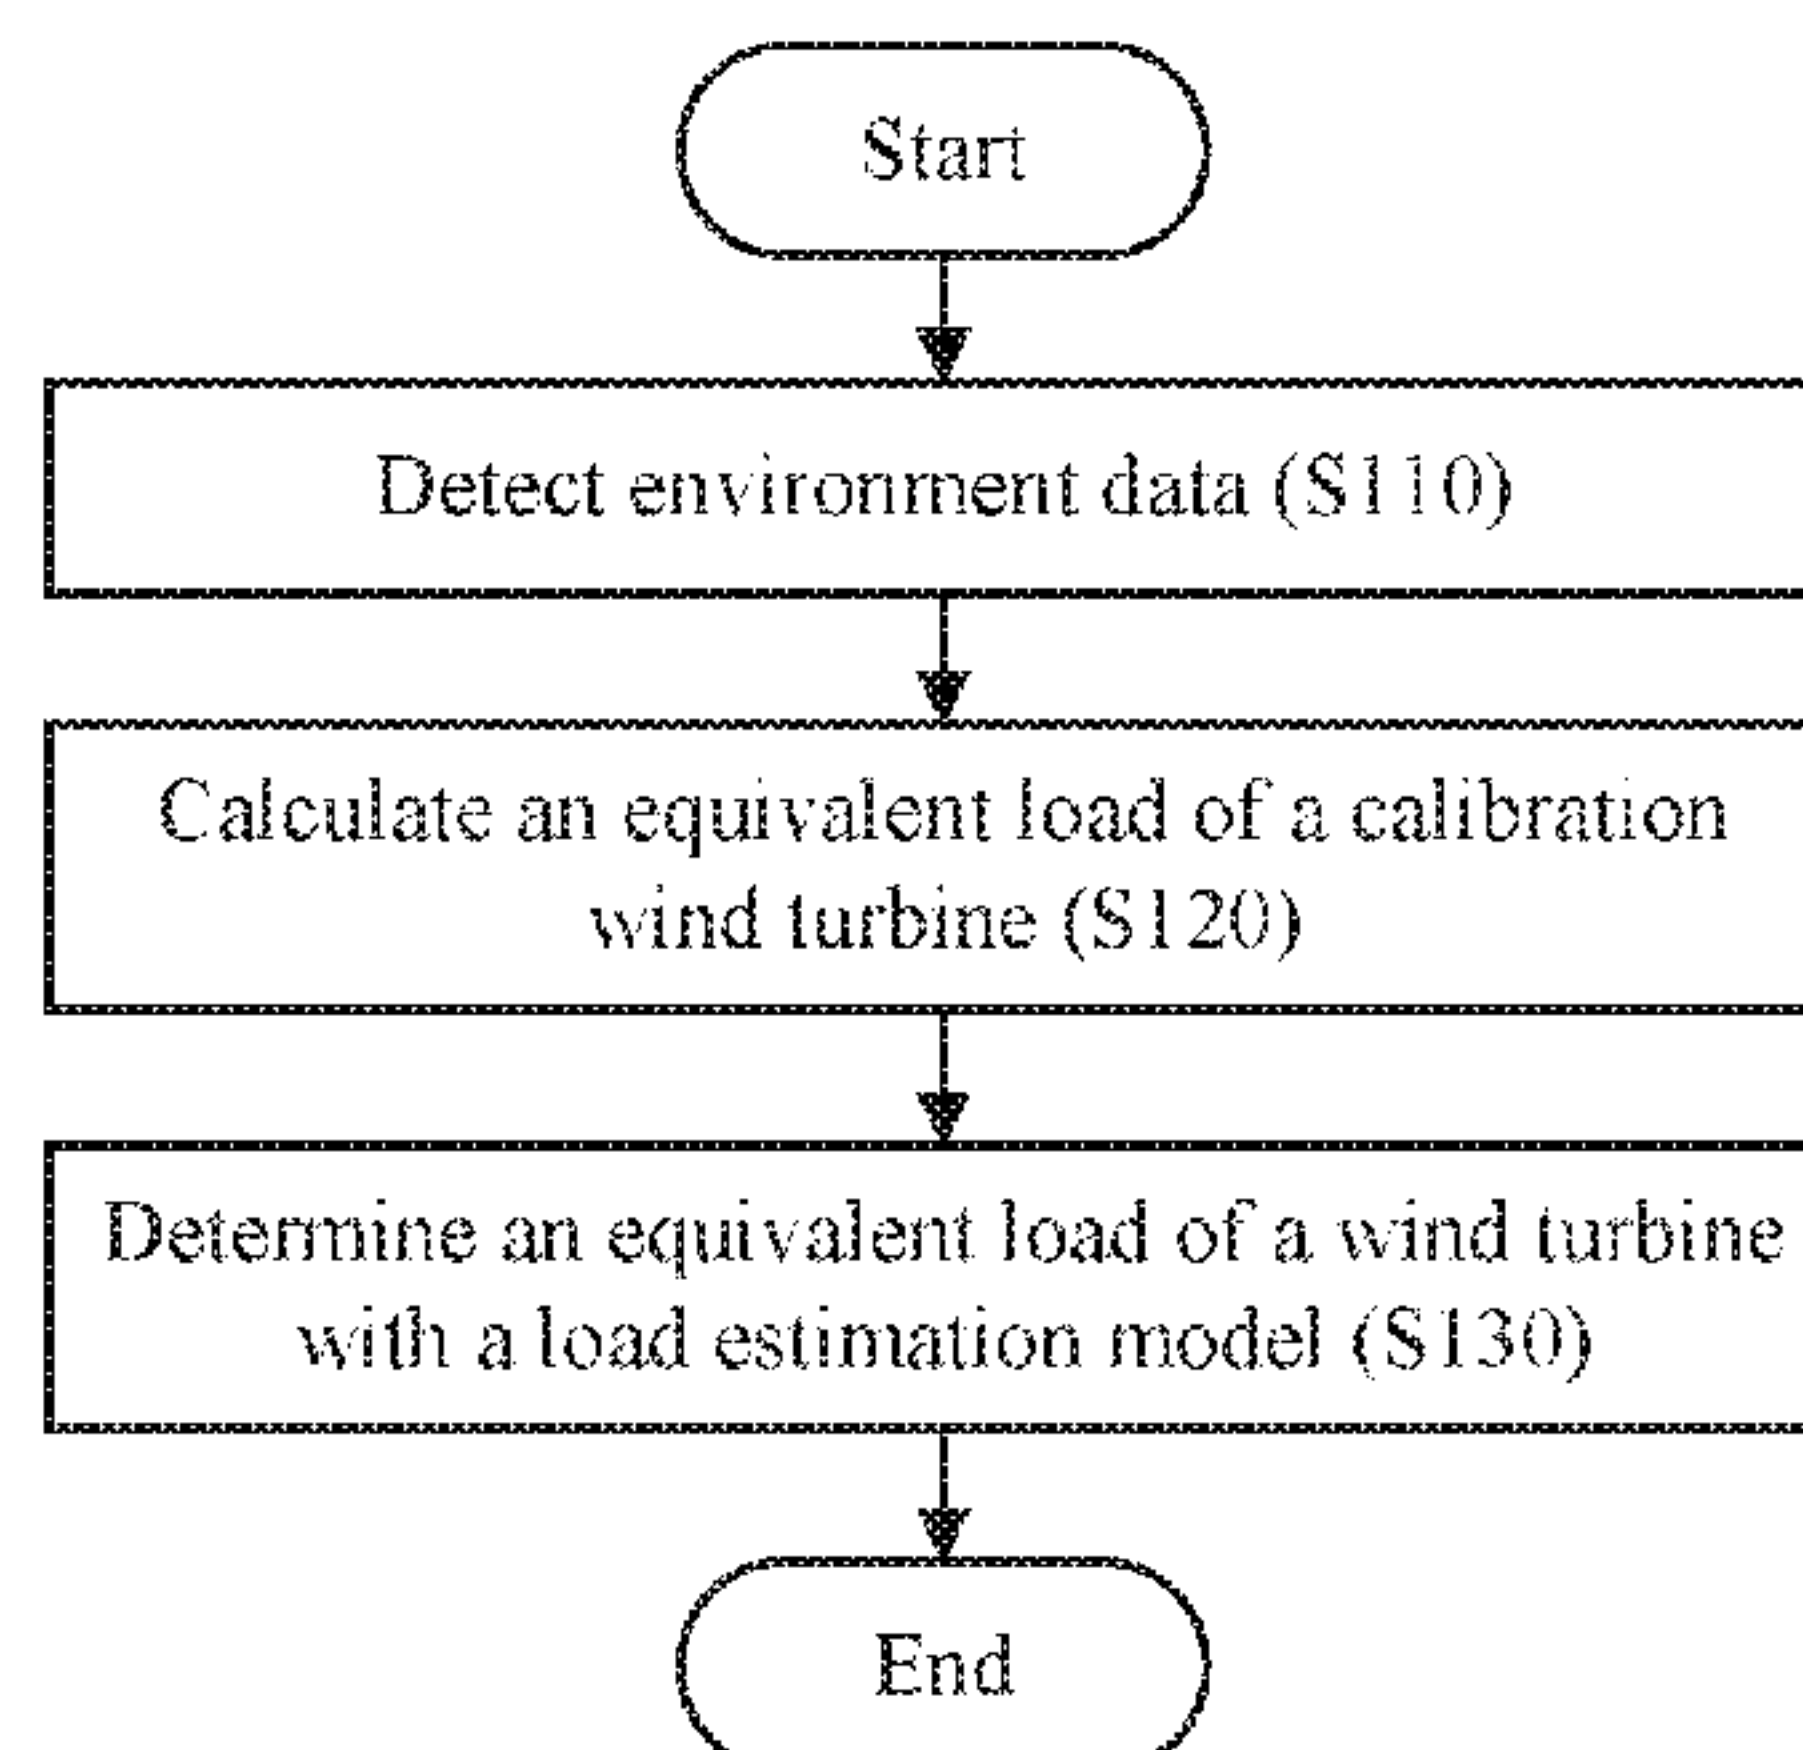 Start
Detect environment data (S110)
Calculate an equivalent load of a calibration
wind turbine (S120)
Determine an equivalent load of a wind turbine
with a load estimation model (S130)
End